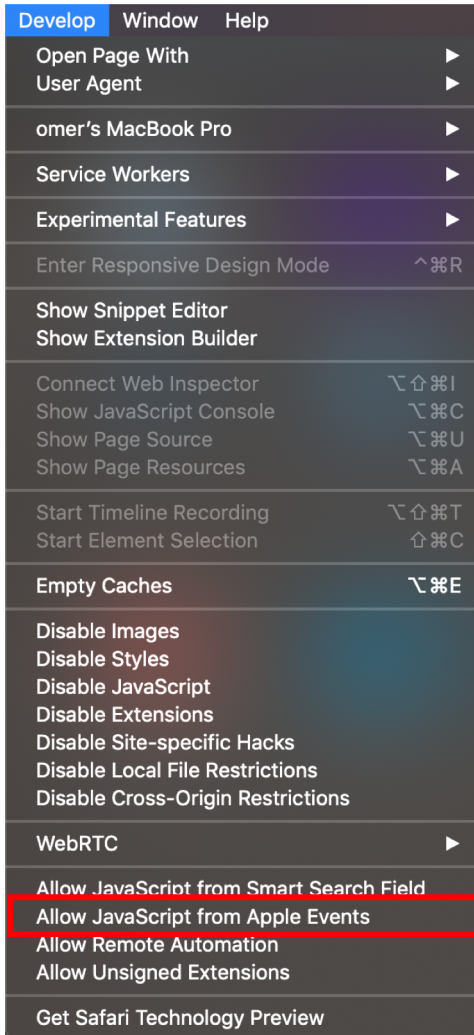 Develop Window Help
Open Page With ▶
User Agent ▶
omer's MacBook Pro ▶
Service Workers ▶
Experimental Features ▶
Enter Responsive Design Mode ^⌘R
Show Snippet Editor
Show Extension Builder
Connect Web Inspector ⌥⇧⌘I
Show JavaScript Console ⌥⌘C
Show Page Source ⌥⌘U
Show Page Resources ⌥⌘A
Start Timeline Recording ⌥⇧⌘T
Start Element Selection ⇧⌘C
Empty Caches ⌥⌘E
Disable Images
Disable Styles
Disable JavaScript
Disable Extensions
Disable Site-specific Hacks
Disable Local File Restrictions
Disable Cross-Origin Restrictions
WebRTC ▶
Allow JavaScript from Smart Search Field
Allow JavaScript from Apple Events
Allow Remote Automation
Allow Unsigned Extensions
Get Safari Technology Preview